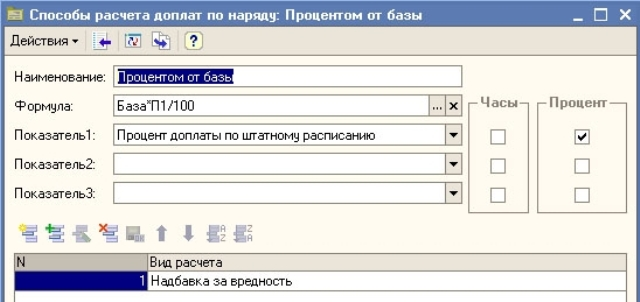 Способы расчета доплат по наряду: Процентом от базы
Действия
Наименование: Процентом от базы
Формула: База*П1/100 ... x Часы Процент
Показатель1: Процент доплаты по штатному расписанию
Показатель2:
Показатель3:
N Вид расчета
1 Надбавка за вредность